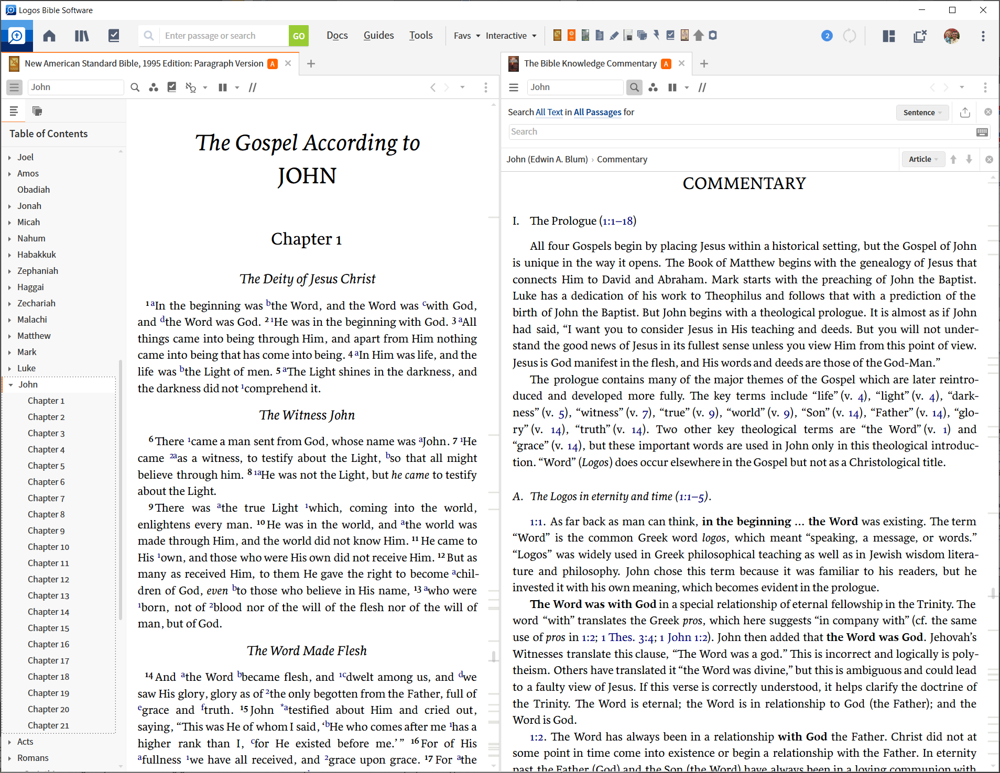 Logos Bible Software
Enter passage or search
GO
Docs
Guides
Tools
Favs
Interactive
2
New American Standard Bible, 1995 Edition: Paragraph Version A
John
Table of Contents
Joel
Amos
Obadiah
Jonah
Micah
Nahum
Habakkuk
Zephaniah
Haggai
Zechariah
Malachi
Matthew
Mark
Luke
John
Chapter 1
Chapter 2
Chapter 3
Chapter 4
Chapter 5
Chapter 6
Chapter 7
Chapter 8
Chapter 9
Chapter 10
Chapter 11
Chapter 12
Chapter 13
Chapter 14
Chapter 15
Chapter 16
Chapter 17
Chapter 18
Chapter 19
Chapter 20
Chapter 21
Acts
Romans
The Gospel According to
JOHN
Chapter 1
The Deity of Jesus Christ
1 aIn the beginning was bthe Word, and the Word was cwith God,
and dthe Word was God. 2 1He was in the beginning with God. 3 aAll
things came into being through Him, and apart from Him nothing
came into being that has come into being. 4 aIn Him was life, and the
life was bthe Light of men. 5 aThe Light shines in the darkness, and
the darkness did not 1comprehend it.
The Witness John
6 There 1came a man sent from God, whose name was aJohn. 7 1He
came 2aas a witness, to testify about the Light, bso that all might
believe through him. 8 1aHe was not the Light, but he came to testify
about the Light.
9 There was athe true Light 1which, coming into the world,
enlightens every man. 10 He was in the world, and athe world was
made through Him, and the world did not know Him. 11 He came to
His 1own, and those who were His own did not receive Him. 12 But as
many as received Him, to them He gave the right to become achil-
dren of God, even bto those who believe in His name, 13 awho were
1born, not of 2blood nor of the will of the flesh nor of the will of
man, but of God.
The Word Made Flesh
14 And athe Word bbecame flesh, and 1cdwelt among us, and dwe
saw His glory, glory as of 2the only begotten from the Father, full of
egrace and ftruth. 15 John *atestified about Him and cried out,
saying, “This was He of whom I said, ‘bHe who comes after me 1has a
higher rank than I, cfor He existed before me.’ ” 16 For of His
afullness 1we have all received, and 2grace upon grace. 17 For athe
The Bible Knowledge Commentary A
John
Search All Text in All Passages for
Sentence
Search
John (Edwin A. Blum) › Commentary
Article
COMMENTARY
I. The Prologue (1:1–18)
All four Gospels begin by placing Jesus within a historical setting, but the Gospel of John
is unique in the way it opens. The Book of Matthew begins with the genealogy of Jesus that
connects Him to David and Abraham. Mark starts with the preaching of John the Baptist.
Luke has a dedication of his work to Theophilus and follows that with a prediction of the
birth of John the Baptist. But John begins with a theological prologue. It is almost as if John
had said, “I want you to consider Jesus in His teaching and deeds. But you will not under-
stand the good news of Jesus in its fullest sense unless you view Him from this point of view.
Jesus is God manifest in the flesh, and His words and deeds are those of the God-Man.”
The prologue contains many of the major themes of the Gospel which are later reintro-
duced and developed more fully. The key terms include “life” (v. 4), “light” (v. 4), “dark-
ness” (v. 5), “witness” (v. 7), “true” (v. 9), “world” (v. 9), “Son” (v. 14), “Father” (v. 14), “glo-
ry” (v. 14), “truth” (v. 14). Two other key theological terms are “the Word” (v. 1) and
“grace” (v. 14), but these important words are used in John only in this theological introduc-
tion. “Word” (Logos) does occur elsewhere in the Gospel but not as a Christological title.
A. The Logos in eternity and time (1:1–5).
1:1. As far back as man can think, in the beginning … the Word was existing. The term
“Word” is the common Greek word logos, which meant “speaking, a message, or words.”
“Logos” was widely used in Greek philosophical teaching as well as in Jewish wisdom litera-
ture and philosophy. John chose this term because it was familiar to his readers, but he
invested it with his own meaning, which becomes evident in the prologue.
The Word was with God in a special relationship of eternal fellowship in the Trinity. The
word “with” translates the Greek pros, which here suggests “in company with” (cf. the same
use of pros in 1:2; 1 Thes. 3:4; 1 John 1:2). John then added that the Word was God. Jehovah’s
Witnesses translate this clause, “The Word was a god.” This is incorrect and logically is poly-
theism. Others have translated it “the Word was divine,” but this is ambiguous and could lead
to a faulty view of Jesus. If this verse is correctly understood, it helps clarify the doctrine of
the Trinity. The Word is eternal; the Word is in relationship to God (the Father); and the
Word is God.
1:2. The Word has always been in a relationship with God the Father. Christ did not at
some point in time come into existence or begin a relationship with the Father. In eternity
past the Father (God) and the Son (the Word) have always been in a loving communion with